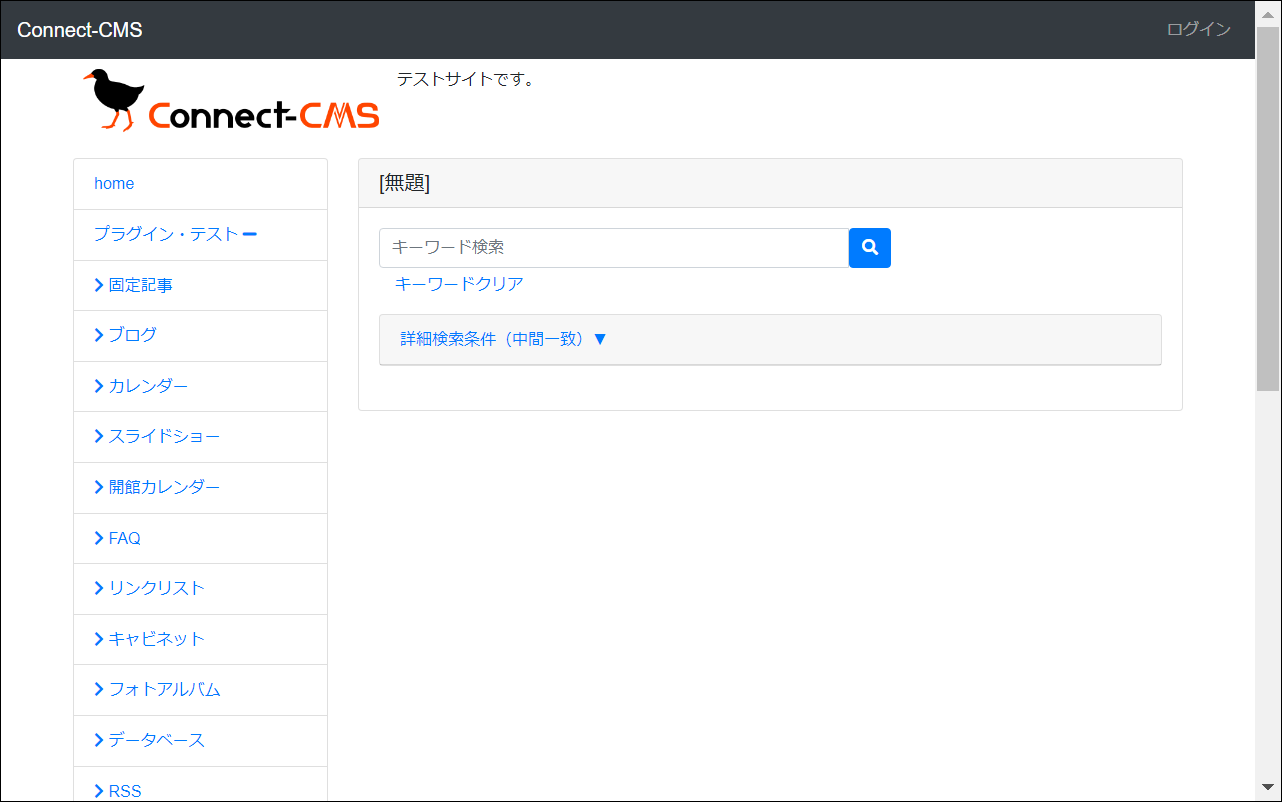 Connect-CMS
ログイン
Connect-CMS
テストサイトです。
home
プラグイン・テスト
固定記事
ブログ
カレンダー
スライドショー
開館カレンダー
FAQ
リンクリスト
キャビネット
フォトアルバム
データベース
RSS
[無題]
キーワード検索
キーワードクリア
詳細検索条件（中間一致）▼